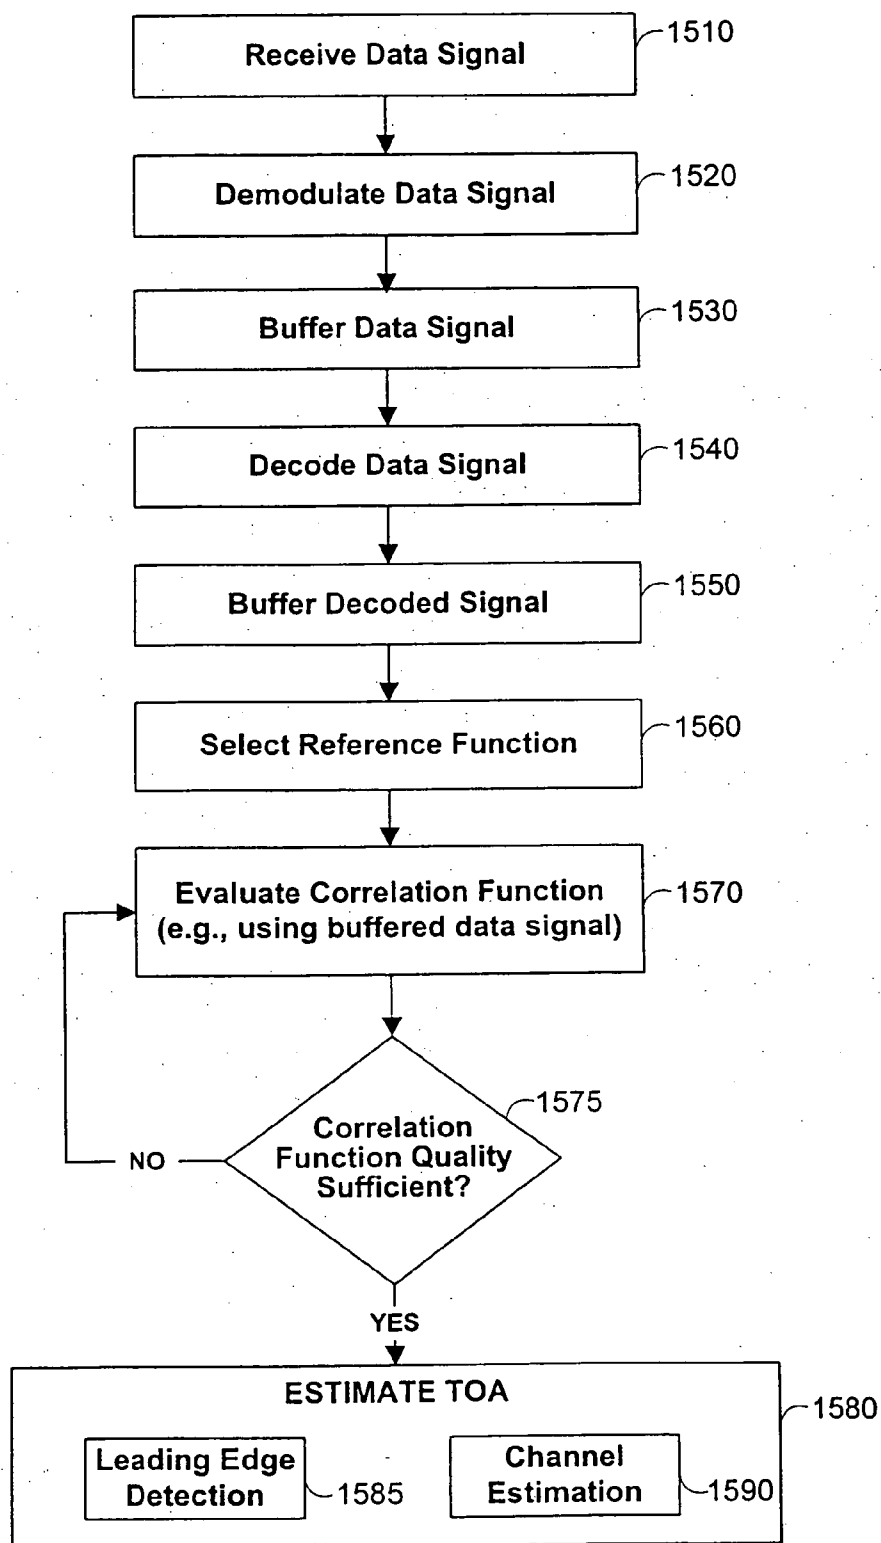 Receive Data Signal
1510
Demodulate Data Signal
1520
Buffer Data Signal
1530
Decode Data Signal
1540
Buffer Decoded Signal
1550
Select Reference Function
1560
Evaluate Correlation Function
(e.g., using buffered data signal)
1570
1575
Correlation
Function Quality
Sufficient?
NO
YES
ESTIMATE TOA
1580
Leading Edge
Detection
1585
Channel
Estimation
1590